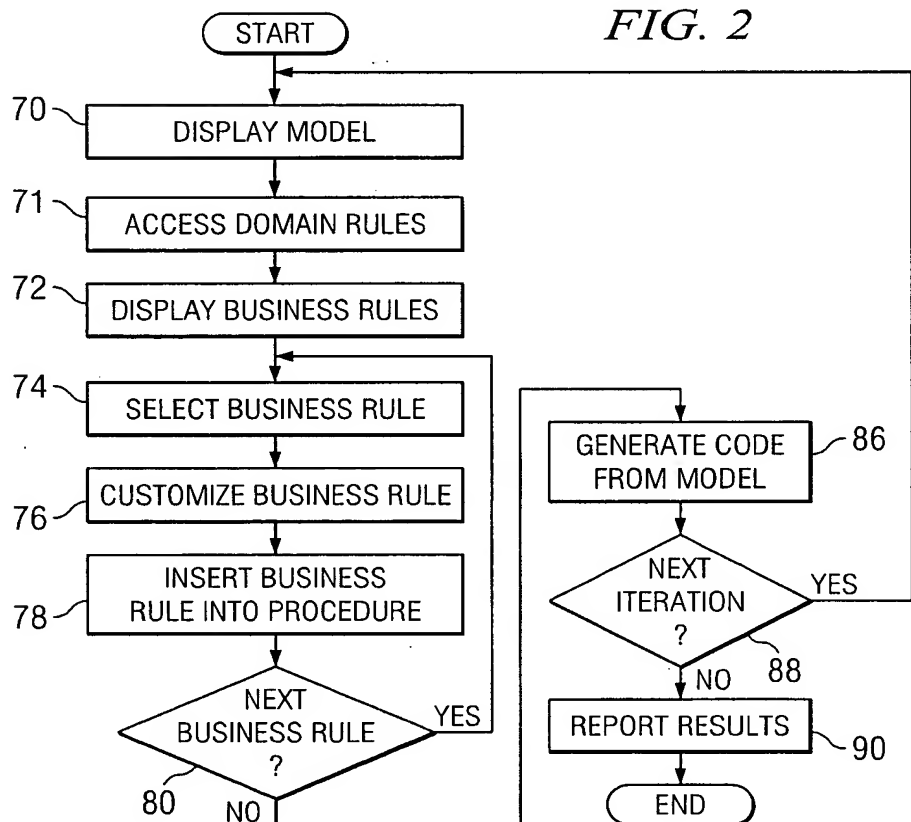 FIG. 2
START
70
DISPLAY MODEL
71
ACCESS DOMAIN RULES
72
DISPLAY BUSINESS RULES
74
SELECT BUSINESS RULE
76
CUSTOMIZE BUSINESS RULE
78
INSERT BUSINESS
RULE INTO PROCEDURE
NEXT
BUSINESS RULE
?
YES
80
NO
GENERATE CODE
FROM MODEL
86
NEXT
ITERATION
?
YES
88
NO
REPORT RESULTS
90
END